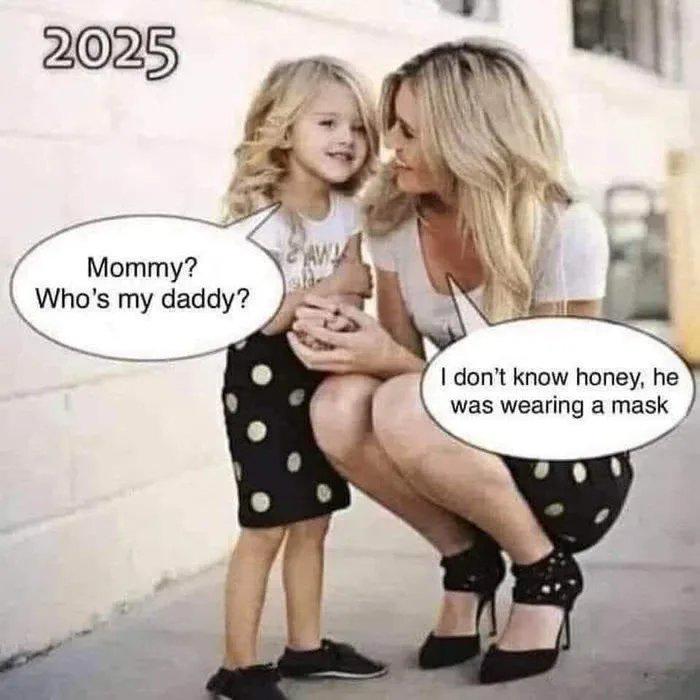 2025
Mommy?
Who's my daddy?
I don't know honey, he
was wearing a mask